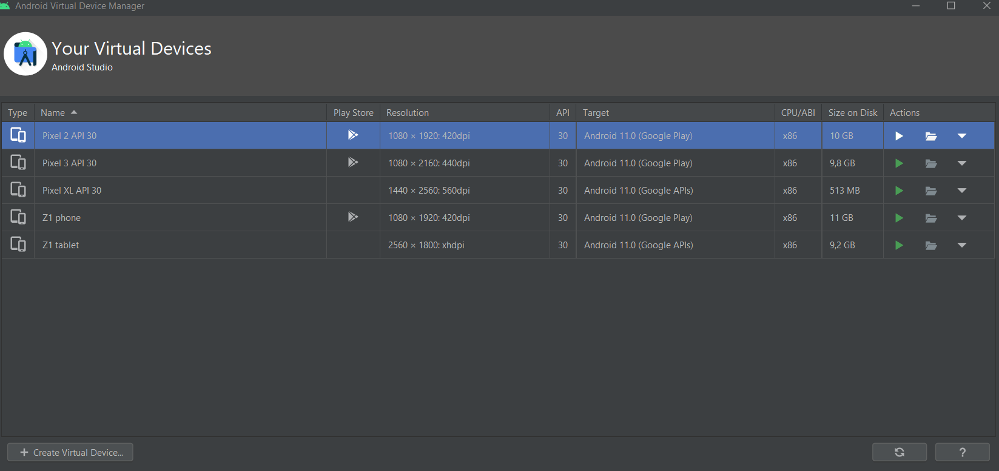 Android Virtual Device Manager
Your Virtual Devices
Android Studio
Type Name Play Store Resolution API Target CPU/ABI Size on Disk Actions
Pixel 2 API 30 1080 × 1920: 420dpi 30 Android 11.0 (Google Play) x86 10 GB
Pixel 3 API 30 1080 × 2160: 440dpi 30 Android 11.0 (Google Play) x86 9,8 GB
Pixel XL API 30 1440 × 2560: 560dpi 30 Android 11.0 (Google APIs) x86 513 MB
Z1 phone 1080 × 1920: 420dpi 30 Android 11.0 (Google Play) x86 11 GB
Z1 tablet 2560 × 1800: xhdpi 30 Android 11.0 (Google APIs) x86 9,2 GB
+ Create Virtual Device... ?